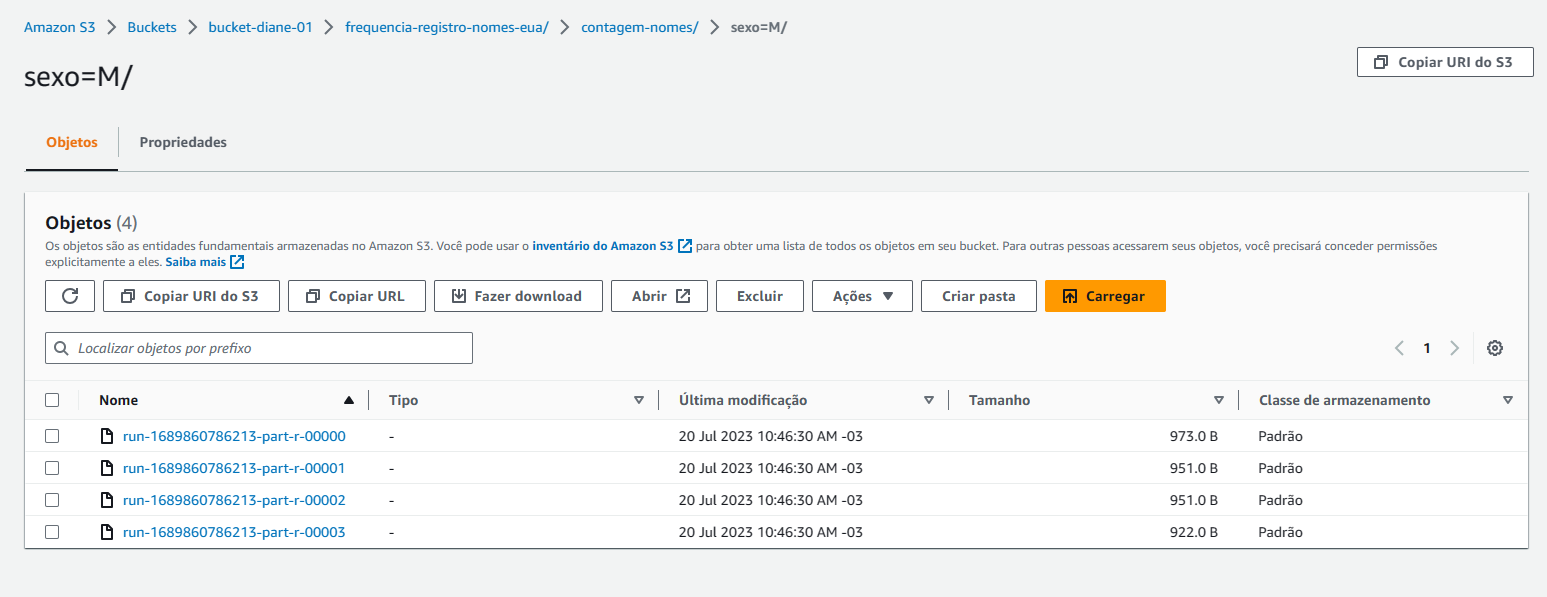 Amazon S3 > Buckets > bucket-diane-01 > frequencia-registro-nomes-eua/ > contagem-nomes/ > sexo=M/
sexo=M/
Copiar URI do S3
Objetos Propriedades
Objetos (4)
Os objetos são as entidades fundamentais armazenadas no Amazon S3. Você pode usar o inventário do Amazon S3 para obter uma lista de todos os objetos em seu bucket. Para outras pessoas acessarem seus objetos, você precisará conceder permissões
explicitamente a eles. Saiba mais
Copiar URI do S3 Copiar URL Fazer download Abrir Excluir Ações Criar pasta Carregar
Localizar objetos por prefixo
1
Nome Tipo Última modificação Tamanho Classe de armazenamento
run-1689860786213-part-r-00000 - 20 Jul 2023 10:46:30 AM -03 973.0 B Padrão
run-1689860786213-part-r-00001 - 20 Jul 2023 10:46:30 AM -03 951.0 B Padrão
run-1689860786213-part-r-00002 - 20 Jul 2023 10:46:30 AM -03 951.0 B Padrão
run-1689860786213-part-r-00003 - 20 Jul 2023 10:46:30 AM -03 922.0 B Padrão